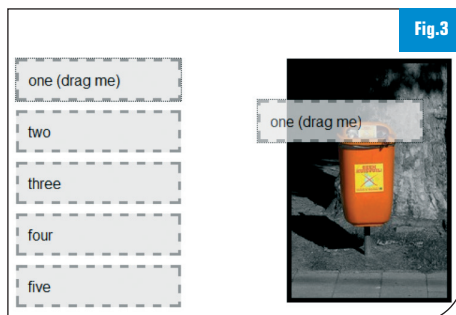 Fig.3
one (drag me)
one (drag me)
two
three
four
five